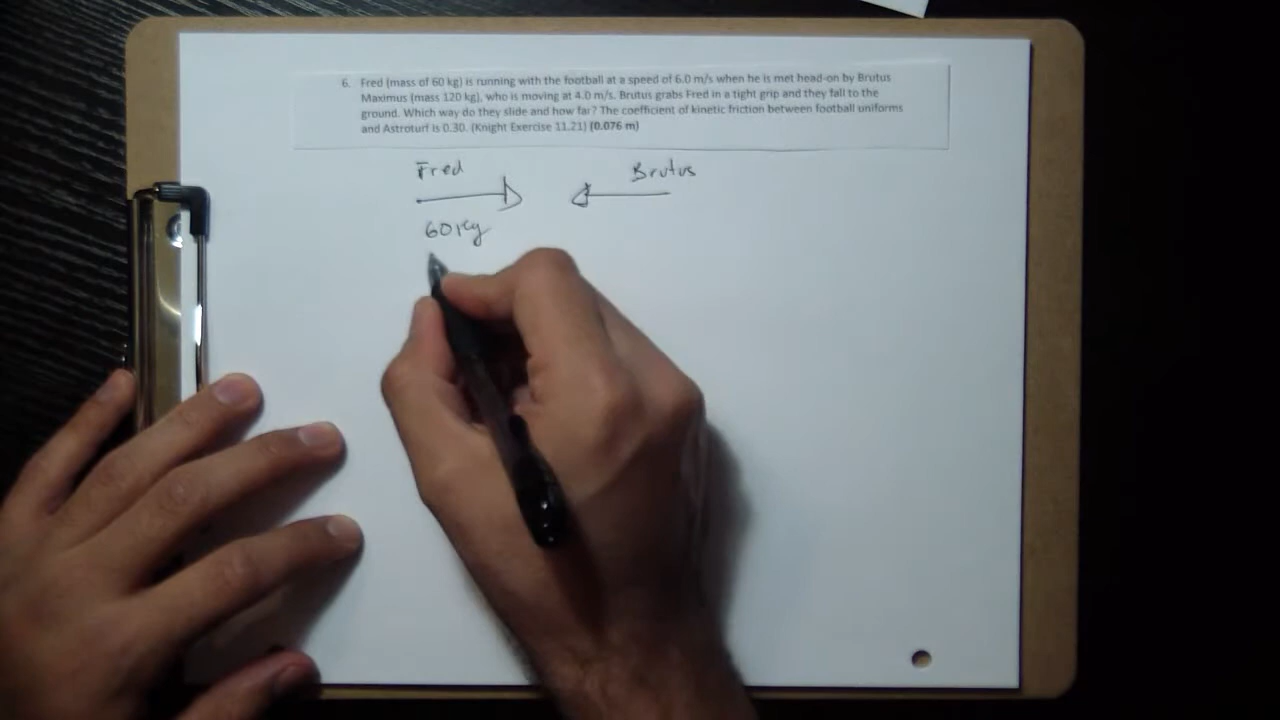 6. Fred (mass of 60 kg) is running with the football at a speed of 6.0 m/s when he is met head-on by Brutus
Maximus (mass 120 kg), who is moving at 4.0 m/s. Brutus grabs Fred in a tight grip and they fall to the
ground. Which way do they slide and how far? The coefficient of kinetic friction between football uniforms
and Astroturf is 0.30. (Knight Exercise 11.21) (0.076 m)
Fred Brutus
60 kg